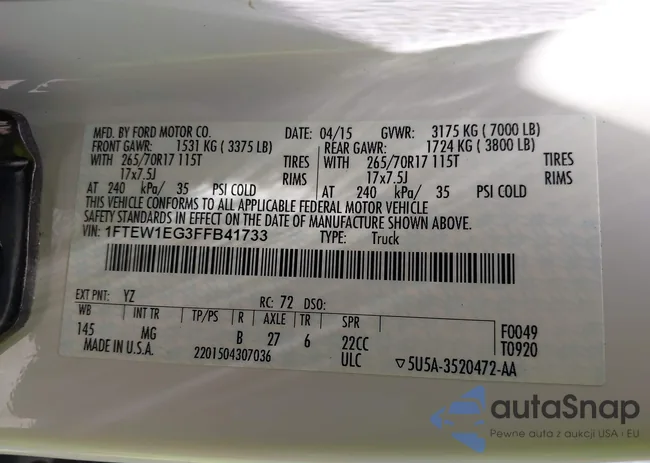 MFD. BY FORD MOTOR CO. DATE: 04/15 GVWR: 3175 KG ( 7000 LB)
FRONT GAWR: 1531 KG ( 3375 LB) REAR GAWR: 1724 KG ( 3800 LB)
WITH 265/70R17 115T TIRES WITH 265/70R17 115T TIRES
17x7.5J RIMS 17x7.5J RIMS
AT 240 kPa/ 35 PSI COLD AT 240 kPa/ 35 PSI COLD
THIS VEHICLE CONFORMS TO ALL APPLICABLE FEDERAL MOTOR VEHICLE
SAFETY STANDARDS IN EFFECT ON THE DATE OF MANUFACTURE SHOWN ABOVE.
VIN: 1FTEW1EG3FFB41733 TYPE: Truck
EXT PNT: YZ RC: 72 DSO:
WB INT TR TP/PS R AXLE TR SPR F0049
145 MG B 27 6 22CC T0920
MADE IN U.S.A. 2201504307036 ULC ▽5U5A-3520472-AA
autaSnap
Pewne auta z aukcji USA i EU